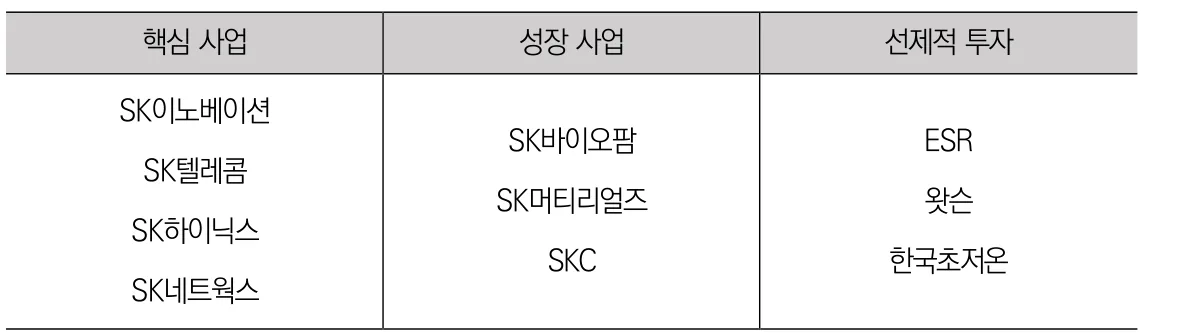 핵심 사업
성장 사업
선제적 투자
SK이노베이션
SK텔레콤
SK하이닉스
SK네트웍스
SK바이오팜
SK머티리얼즈
SKC
ESR
왓슨
한국초저온